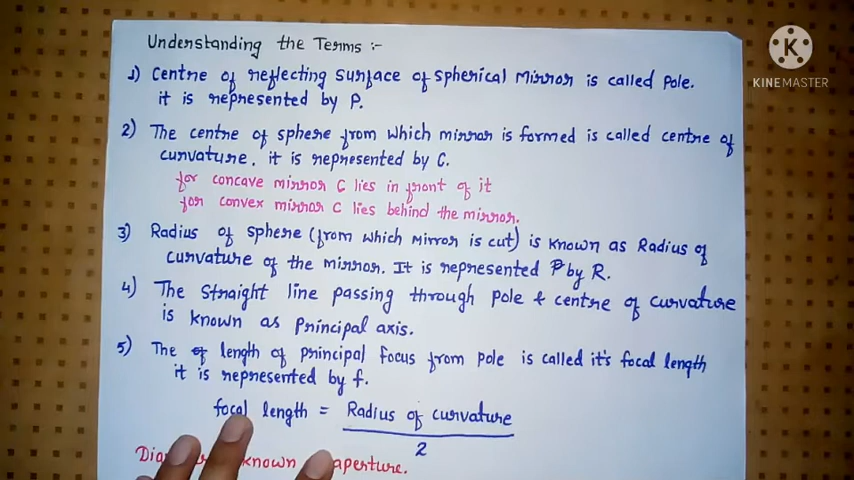 Understanding the Terms :-
1) Centre of reflecting surface of spherical mirror is called Pole.
it is represented by P.
2) The centre of sphere from which mirror is formed is called centre of
curvature. it is represented by C.
for concave mirror C lies in front of it
for convex mirror C lies behind the mirror.
3) Radius of sphere (from which mirror is cut) is known as Radius of
curvature of the mirror. It is represented by R.
4) The straight line passing through pole & centre of curvature
is known as principal axis.
5) The length of principal focus from pole is called it's focal length
it is represented by f.
focal length = Radius of curvature
2
known aperture.
K
KINEMASTER